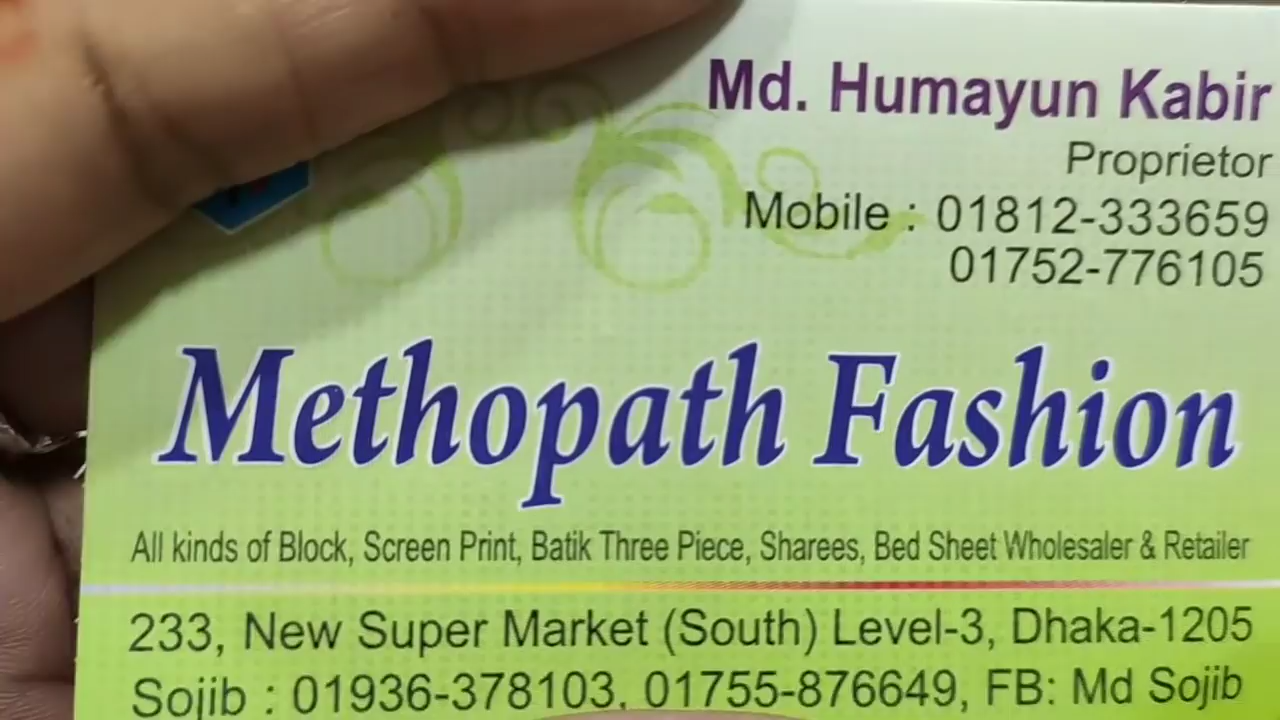 Md. Humayun Kabir
Proprietor
Mobile : 01812-333659
01752-776105
Methopath Fashion
All kinds of Block, Screen Print, Batik Three Piece, Sharees, Bed Sheet Wholesaler & Retailer
233, New Super Market (South) Level-3, Dhaka-1205
Sojib : 01936-378103, 01755-876649, FB: Md Sojib